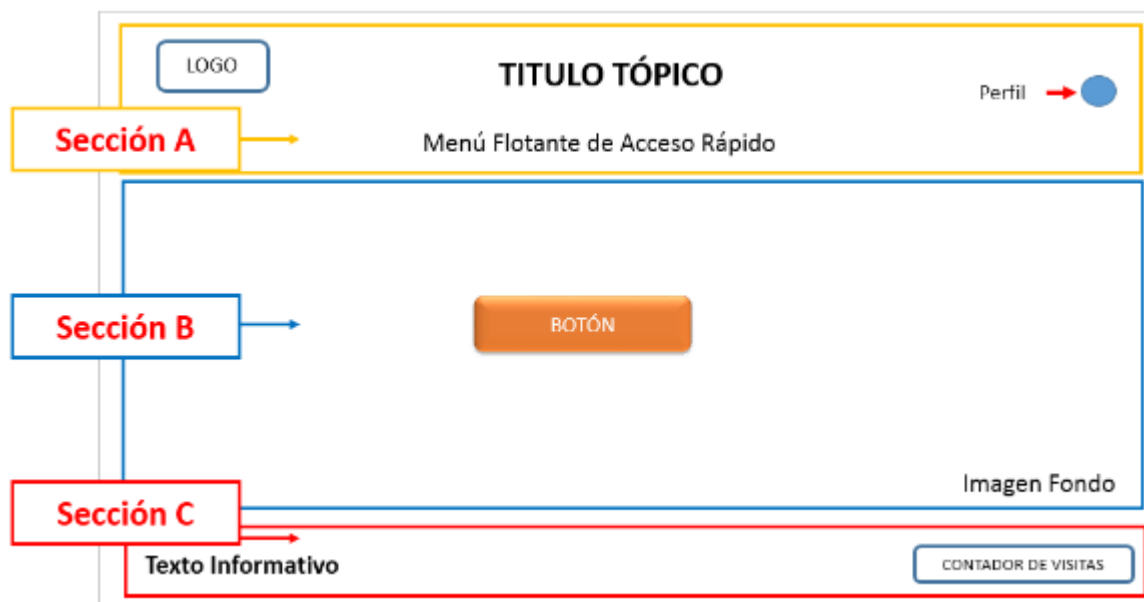 LOGO
TITULO TÓPICO
Perfil
Sección A
Menú Flotante de Acceso Rápido
Sección B
BOTÓN
Imagen Fondo
Sección C
Texto Informativo
CONTADOR DE VISITAS